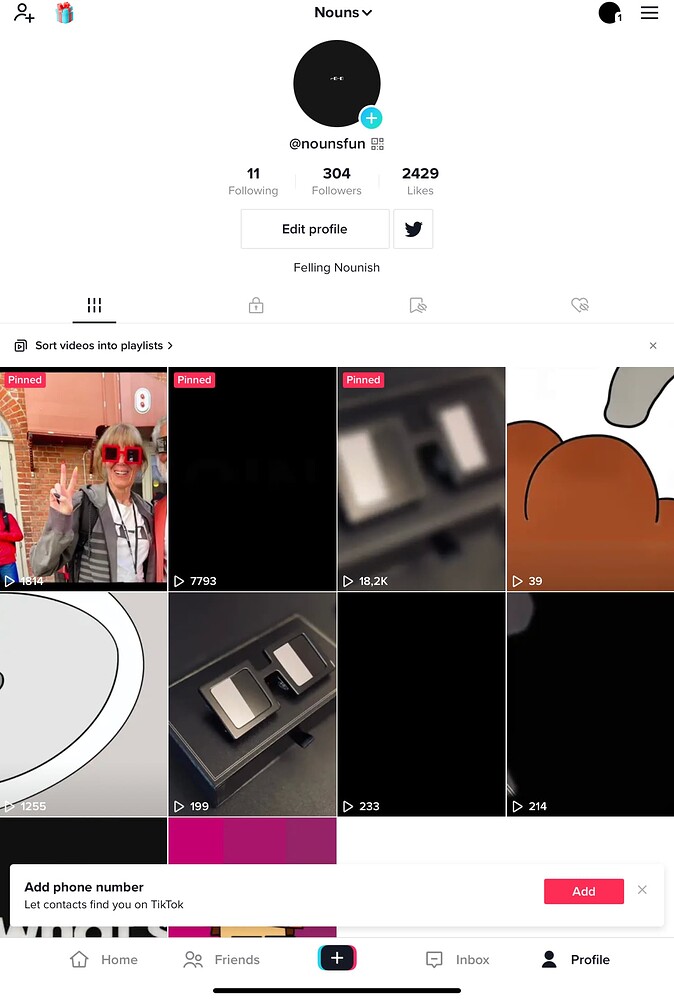 Nouns
1
@nounsfun
11
304
2429
Following
Followers
Likes
Edit profile
Felling Nounish
Sort videos into playlists
Pinned
Pinned
Pinned
1814
7793
18,2K
39
1255
199
233
214
Add phone number
Let contacts find you on TikTok
Add
What's
Home
Friends
Inbox
Profile